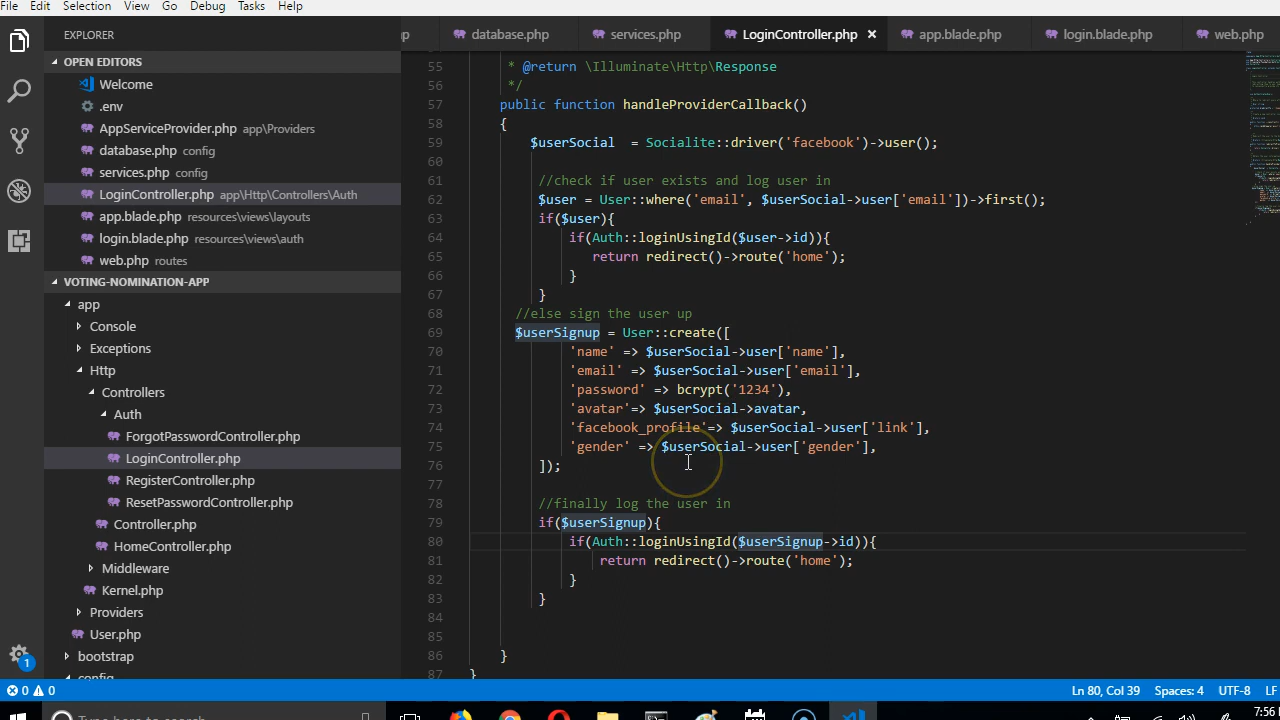 File Edit Selection View Go Debug Tasks Help
EXPLORER
OPEN EDITORS
Welcome
.env
AppServiceProvider.php app\Providers
database.php config
services.php config
LoginController.php app\Http\Controllers\Auth
app.blade.php resources\views\layouts
login.blade.php resources\views\auth
web.php routes
VOTING-NOMINATION-APP
app
Console
Exceptions
Http
Controllers
Auth
ForgotPasswordController.php
LoginController.php
RegisterController.php
ResetPasswordController.php
Controller.php
HomeController.php
Middleware
Kernel.php
Providers
User.php
bootstrap
config
database.php services.php LoginController.php × app.blade.php login.blade.php web.php
55 * @return \Illuminate\Http\Response
56 */
57 public function handleProviderCallback()
58 {
59 $userSocial = Socialite::driver('facebook')->user();
60
61 //check if user exists and log user in
62 $user = User::where('email', $userSocial->user['email'])->first();
63 if($user){
64 if(Auth::loginUsingId($user->id)){
65 return redirect()->route('home');
66 }
67 }
68 //else sign the user up
69 $userSignup = User::create([
70 'name' => $userSocial->user['name'],
71 'email' => $userSocial->user['email'],
72 'password' => bcrypt('1234'),
73 'avatar'=> $userSocial->avatar,
74 'facebook_profile'=> $userSocial->user['link'],
75 'gender' => $userSocial->user['gender'],
76 ]);
77
78 //finally log the user in
79 if($userSignup){
80 if(Auth::loginUsingId($userSignup->id)){
81 return redirect()->route('home');
82 }
83 }
84
85
86 }
87 }
1
0 0 Ln 80, Col 39 Spaces: 4 UTF-8 LF
Type here to search
7:56